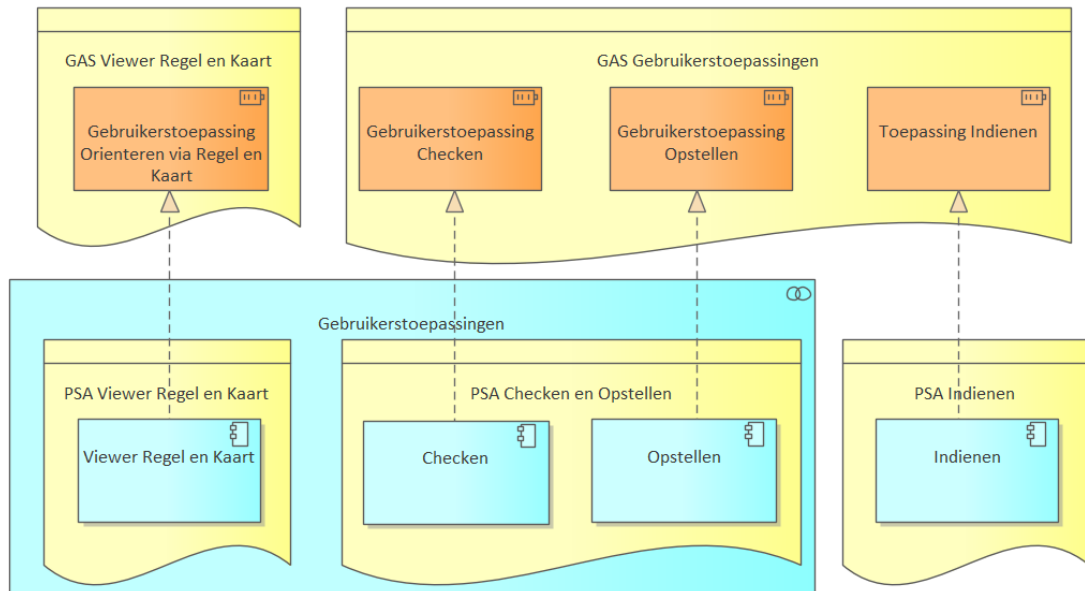 GAS Viewer Regel en Kaart
GAS Gebruikerstoepassingen
Gebruikerstoepassing
Orienteren via Regel en
Kaart
Gebruikerstoepassing
Checken
Gebruikerstoepassing
Opstellen
Toepassing Indienen
Gebruikerstoepassingen
PSA Viewer Regel en Kaart
PSA Checken en Opstellen
PSA Indienen
Viewer Regel en Kaart
Checken
Opstellen
Indienen